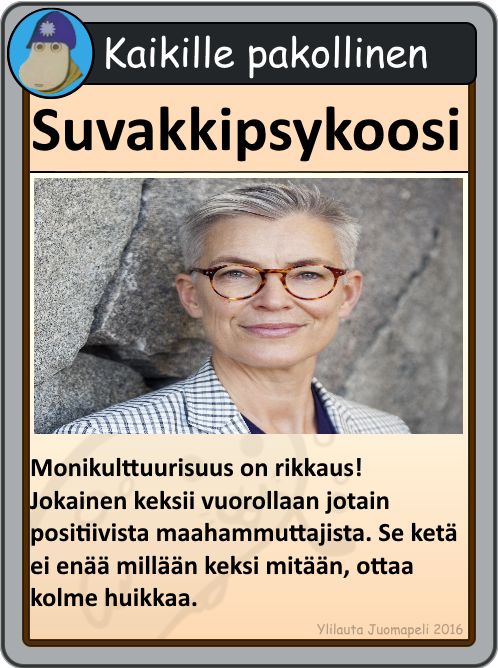 Kaikille pakollinen
Suvakkipsykoosi
Monikulttuurisuus on rikkaus!
Jokainen keksii vuorollaan jotain
positiivista maahammuttajista. Se ketä
ei enää millään keksi mitään, ottaa
kolme huikkaa.
Ylilauta Juomapeli 2016